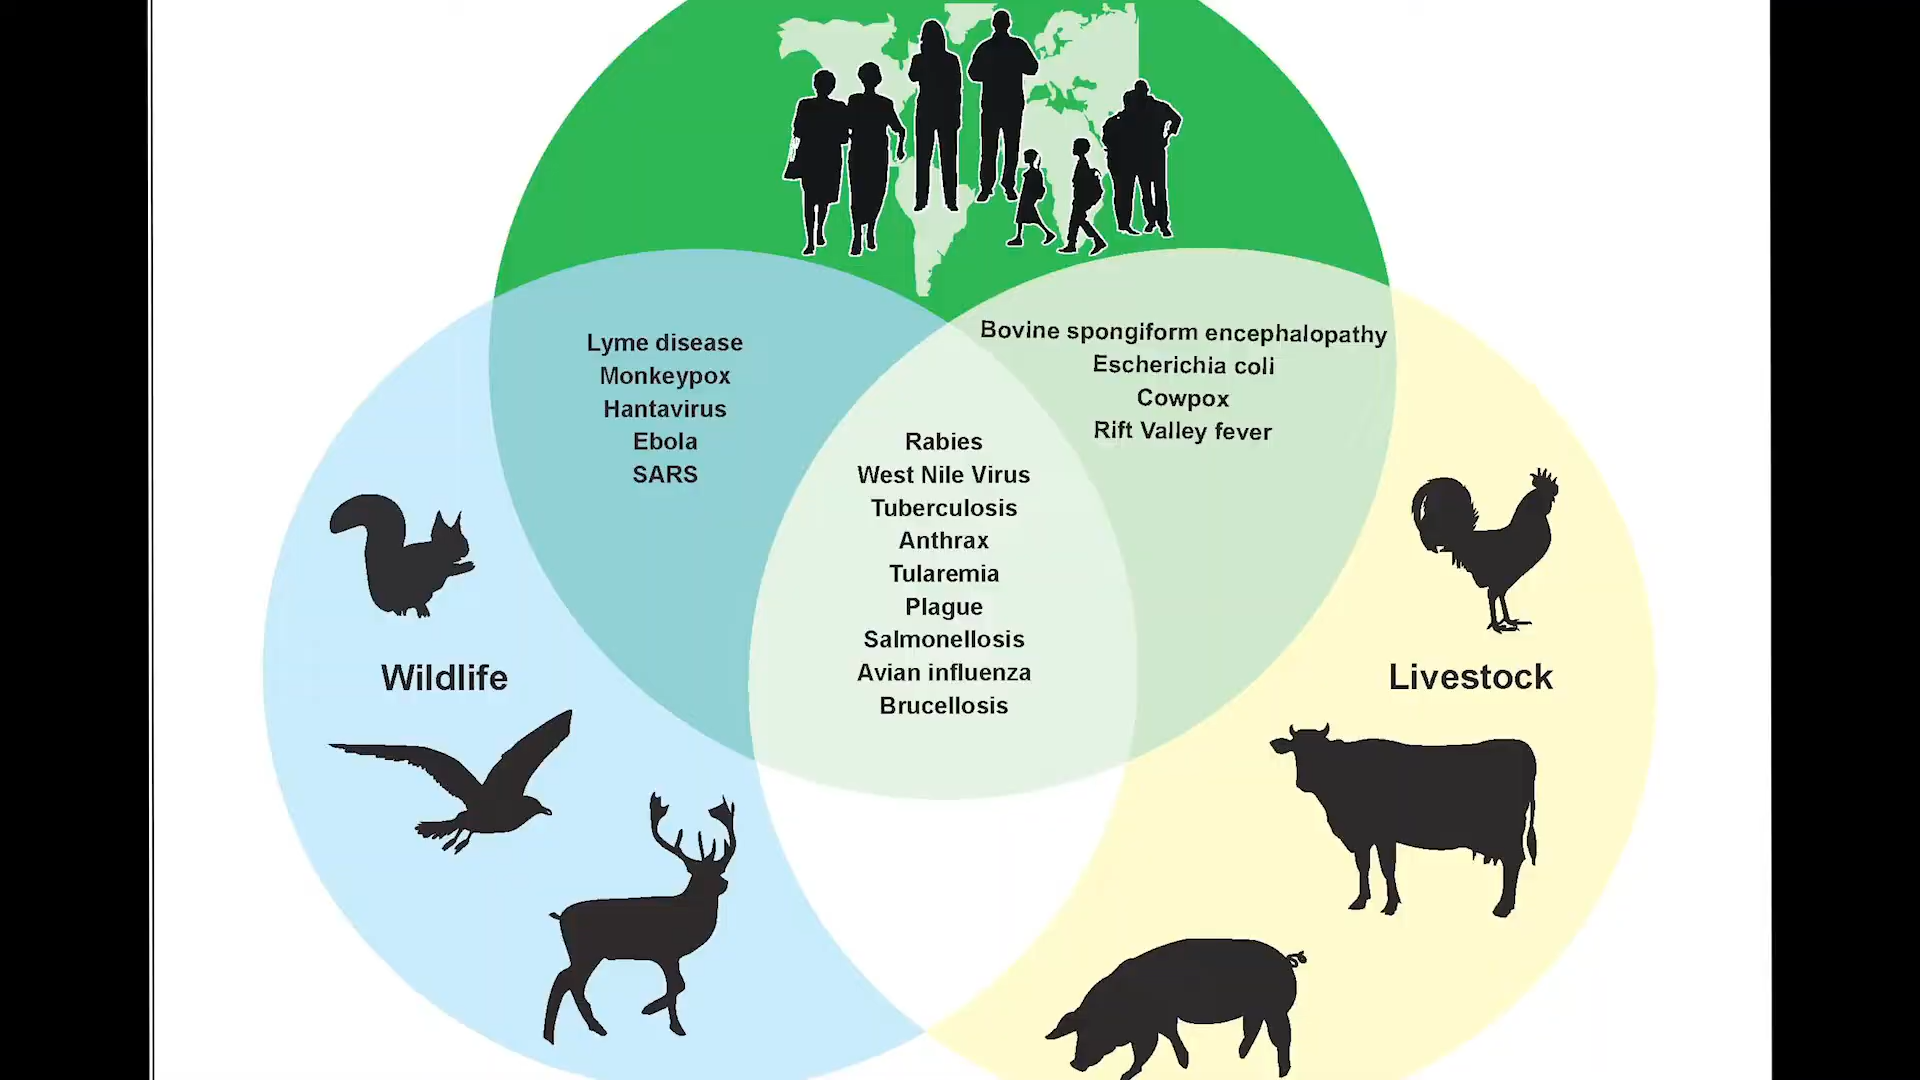 Lyme disease
Monkeypox
Hantavirus
Ebola
SARS
Bovine spongiform encephalopathy
Escherichia coli
Cowpox
Rift Valley fever
Rabies
West Nile Virus
Tuberculosis
Anthrax
Tularemia
Plague
Salmonellosis
Avian influenza
Brucellosis
Wildlife
Livestock